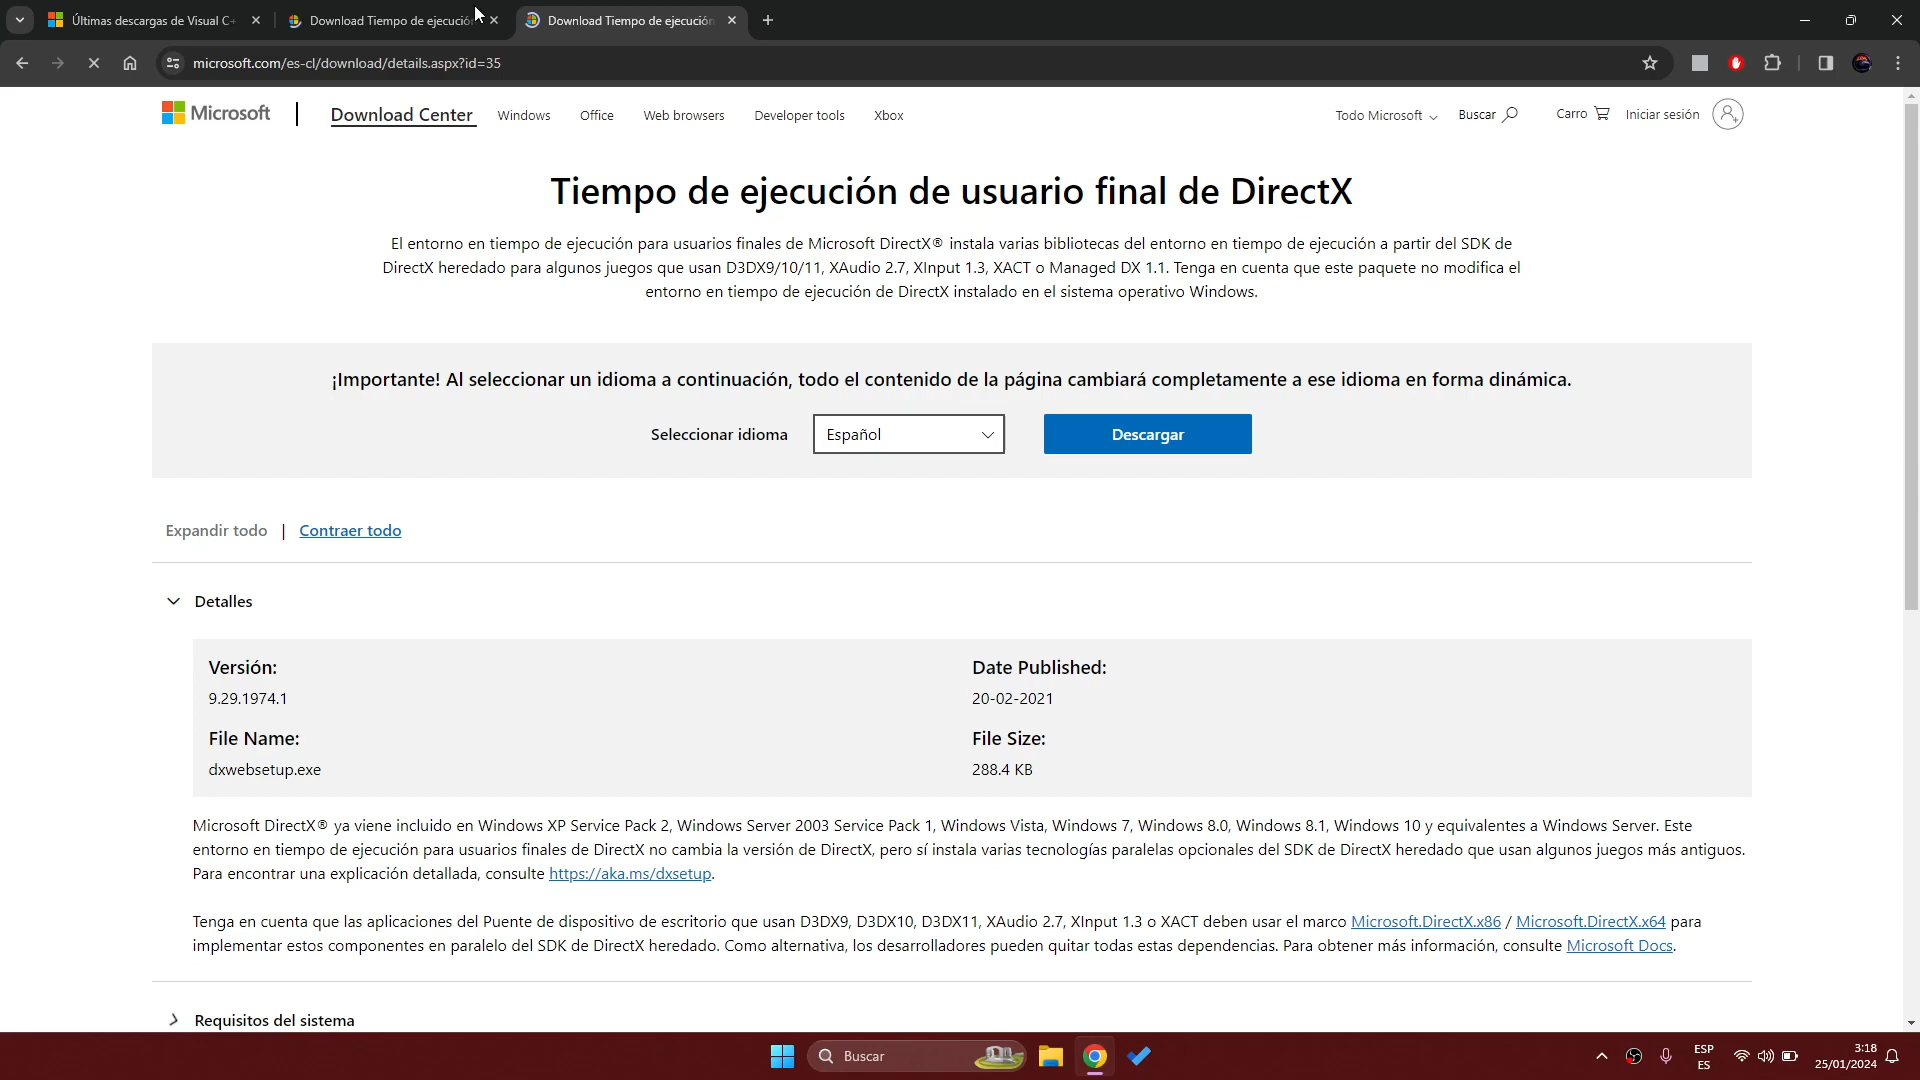 Últimas descargas de Visual C+
Download Tiempo de ejecución
Download Tiempo de ejecución
microsoft.com/es-cl/download/details.aspx?id=35
Microsoft
Download Center
Windows
Office
Web browsers
Developer tools
Xbox
Todo Microsoft
Buscar
Carro
Iniciar sesión
Tiempo de ejecución de usuario final de DirectX
El entorno en tiempo de ejecución para usuarios finales de Microsoft DirectX® instala varias bibliotecas del entorno en tiempo de ejecución a partir del SDK de
DirectX heredado para algunos juegos que usan D3DX9/10/11, XAudio 2.7, XInput 1.3, XACT o Managed DX 1.1. Tenga en cuenta que este paquete no modifica el
entorno en tiempo de ejecución de DirectX instalado en el sistema operativo Windows.
¡Importante! Al seleccionar un idioma a continuación, todo el contenido de la página cambiará completamente a ese idioma en forma dinámica.
Seleccionar idioma
Español
Descargar
Expandir todo | Contraer todo
Detalles
Versión:
9.29.1974.1
Date Published:
20-02-2021
File Name:
dxwebsetup.exe
File Size:
288.4 KB
Microsoft DirectX® ya viene incluido en Windows XP Service Pack 2, Windows Server 2003 Service Pack 1, Windows Vista, Windows 7, Windows 8.0, Windows 8.1, Windows 10 y equivalentes a Windows Server. Este
entorno en tiempo de ejecución para usuarios finales de DirectX no cambia la versión de DirectX, pero sí instala varias tecnologías paralelas opcionales del SDK de DirectX heredado que usan algunos juegos más antiguos.
Para encontrar una explicación detallada, consulte https://aka.ms/dxsetup.
Tenga en cuenta que las aplicaciones del Puente de dispositivo de escritorio que usan D3DX9, D3DX10, D3DX11, XAudio 2.7, XInput 1.3 o XACT deben usar el marco Microsoft.DirectX.x86 / Microsoft.DirectX.x64 para
implementar estos componentes en paralelo del SDK de DirectX heredado. Como alternativa, los desarrolladores pueden quitar todas estas dependencias. Para obtener más información, consulte Microsoft Docs.
Requisitos del sistema
Buscar
ESP
ES
3:18
25/01/2024